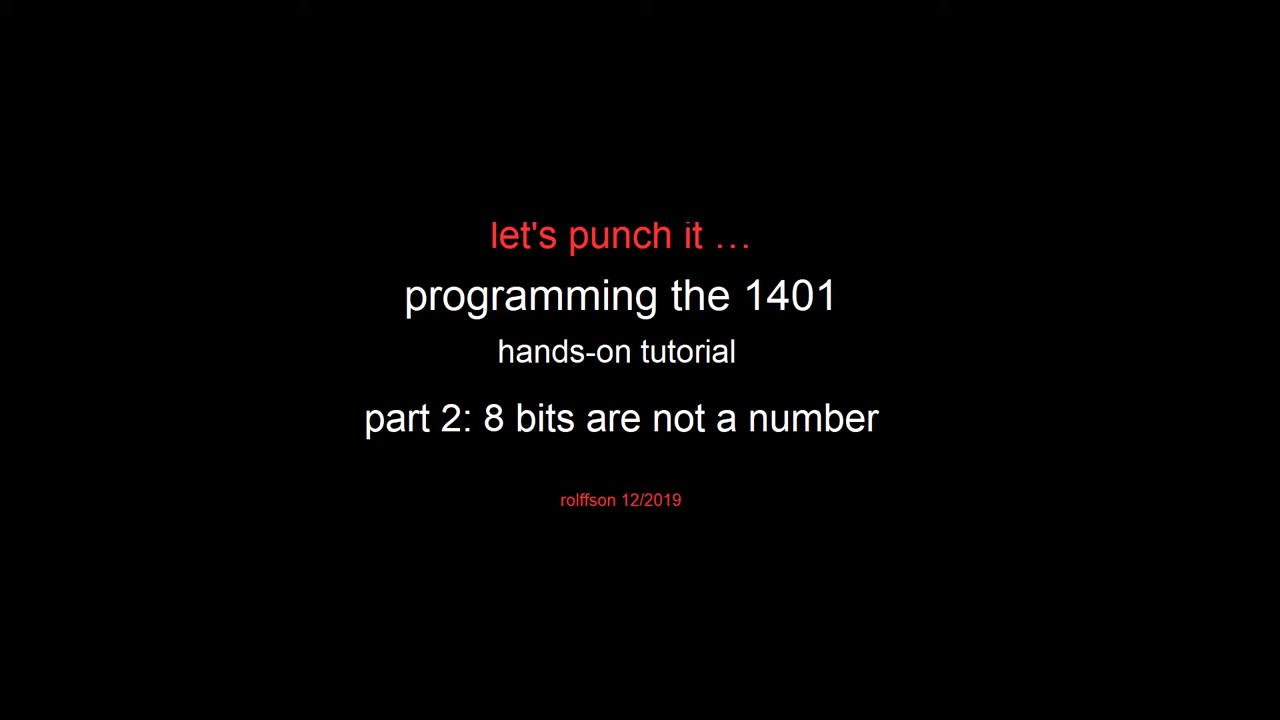 let's punch it …
programming the 1401
hands-on tutorial
part 2: 8 bits are not a number
rolffson 12/2019